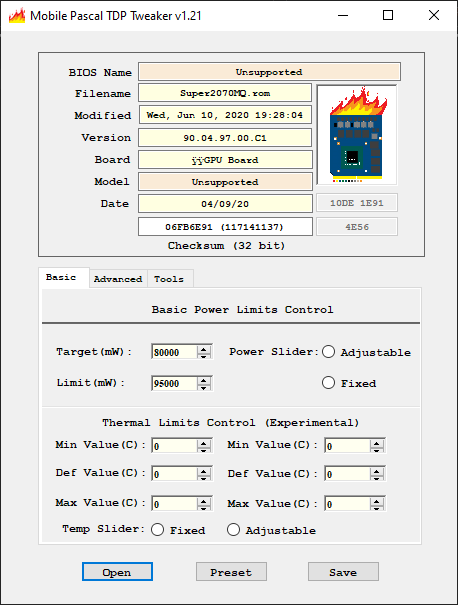 Mobile Pascal TDP Tweaker v1.21
BIOS Name Unsupported
Filename Super2070MQ.rom
Modified Wed, Jun 10, 2020 19:28:04
Version 90.04.97.00.C1
Board ÿÿGPU Board
Model Unsupported
Date 04/09/20 10DE 1E91
06FB6E91 (117141137) 4E56
Checksum (32 bit)
Basic Advanced Tools
Basic Power Limits Control
Target(mW): 80000 Power Slider: Adjustable
Limit(mW): 95000 Fixed
Thermal Limits Control (Experimental)
Min Value(C): 0 Min Value(C): 0
Def Value(C): 0 Def Value(C): 0
Max Value(C): 0 Max Value(C): 0
Temp Slider: Fixed Adjustable
Open Preset Save